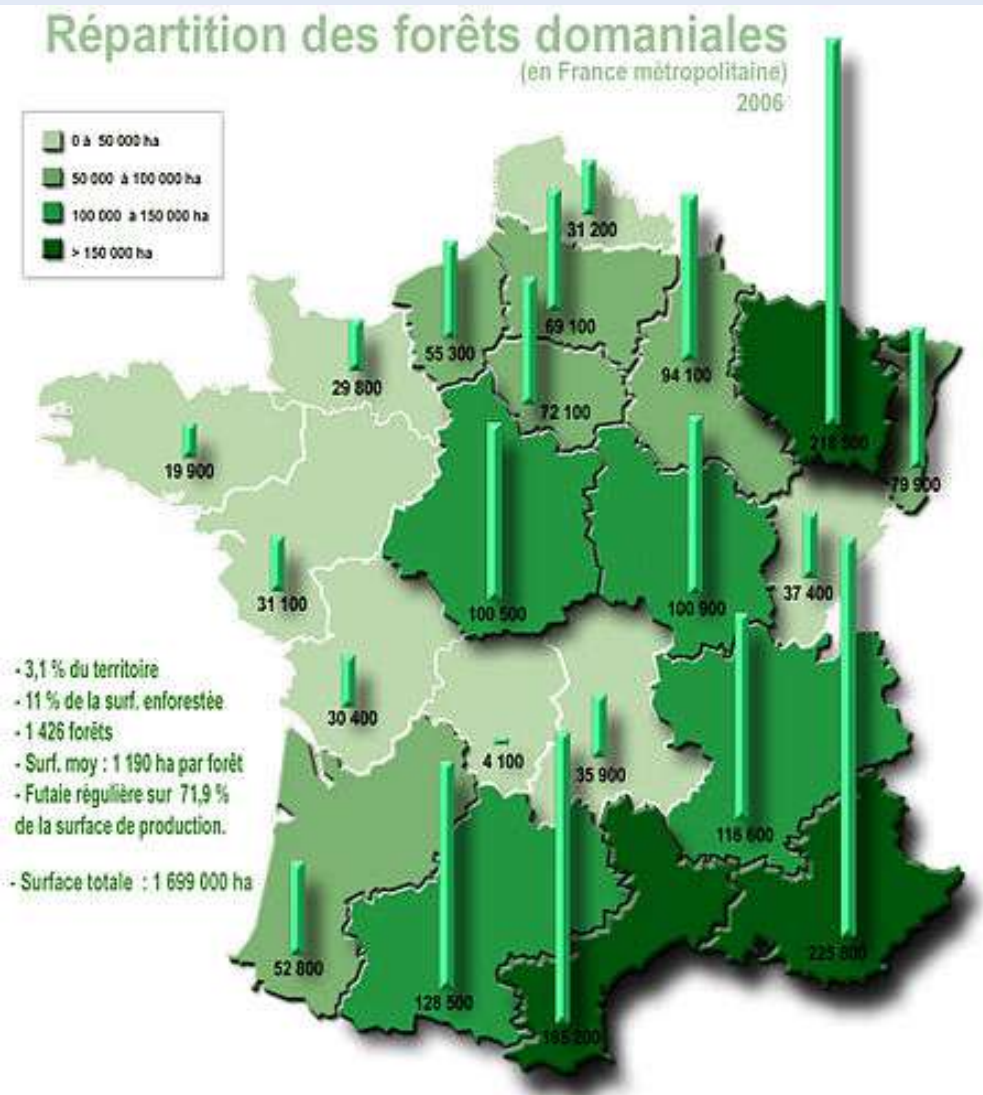 Répartition des forêts domaniales
(en France métropolitaine)
2006
0 à 50 000 ha
50 000 à 100 000 ha
100 000 à 150 000 ha
> 150 000 ha
31 200
69 100
55 300
94 100
29 800
72 100
79 900
19 900
37 400
31 100
100 500
100 900
30 400
4 100
35 900
116 600
52 800
128 500
225 800
- 3,1 % du territoire
- 11 % de la surf. enforestée
- 1 426 forêts
- Surf. moy : 1 190 ha par forêt
- Futaie régulière sur 71,9 %
de la surface de production.
- Surface totale : 1 699 000 ha